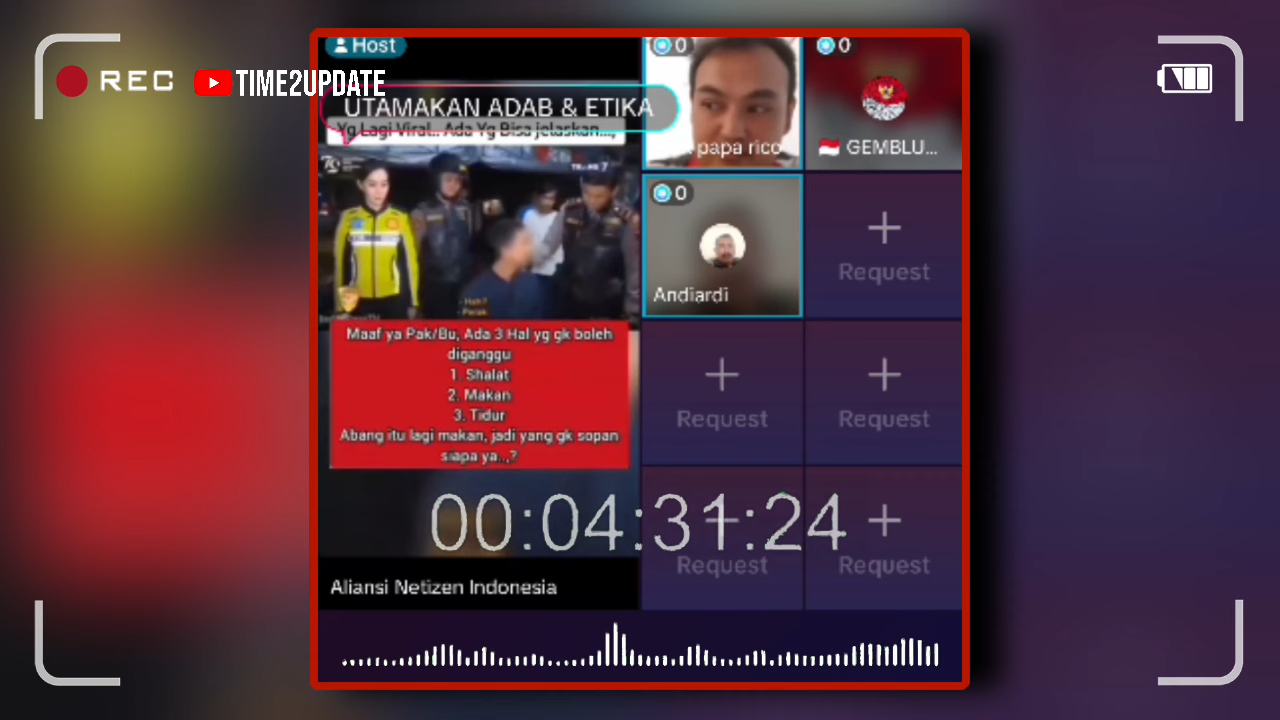 REC
TIME2UPDATE
Host
UTAMAKAN ADAB & ETIKA
Yg Lagi Viral.. Ada Yg Bisa jelaskan...,
0
papa rico
0
GEMBLU...
0
Andiardi
Request
Maaf ya Pak/Bu, Ada 3 Hal yg gk boleh
diganggu
1. Shalat
2. Makan
3. Tidur
Abang itu lagi makan, jadi yang gk sopan
siapa ya..,?
Request
Request
00:04:31:24
Request
Request
Aliansi Netizen Indonesia